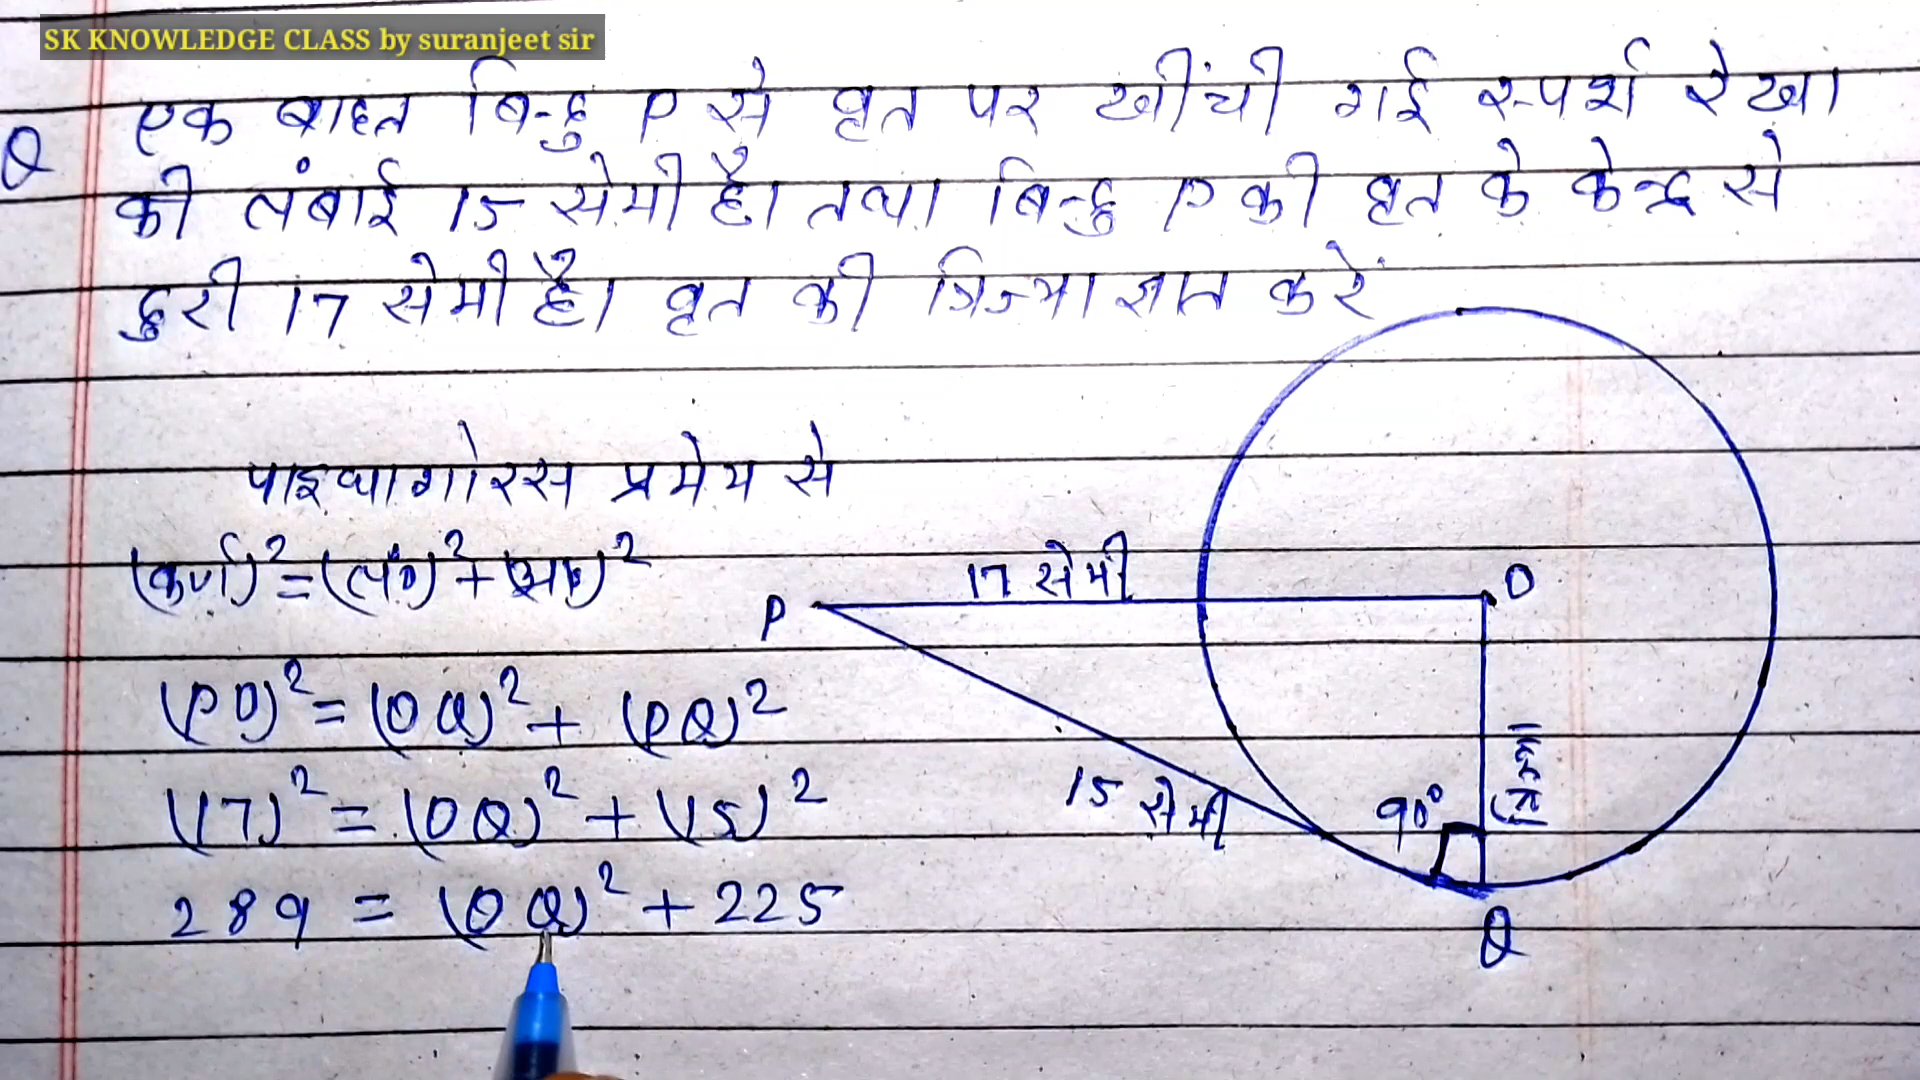 SK KNOWLEDGE CLASS by suranjeet sir
Q एक बाह्त बिन्दु P से वृत पर खींची गई स्पर्श रेखा
की लंबाई 15 सेमी है। तथा बिन्दु P की वृत के केन्द्र से
दुरी 17 सेमी है। वृत की त्रिज्या ज्ञात करें
पाइथागोरस प्रमेय से
(कर्ण)² = (लं०)² + (आ०)²
17 सेमी
P
O
(PO)² = (OQ)² + (PQ)²
(17)² = (OQ)² + (15)²
15 सेमी
90°
289 = (OQ)² + 225
Q